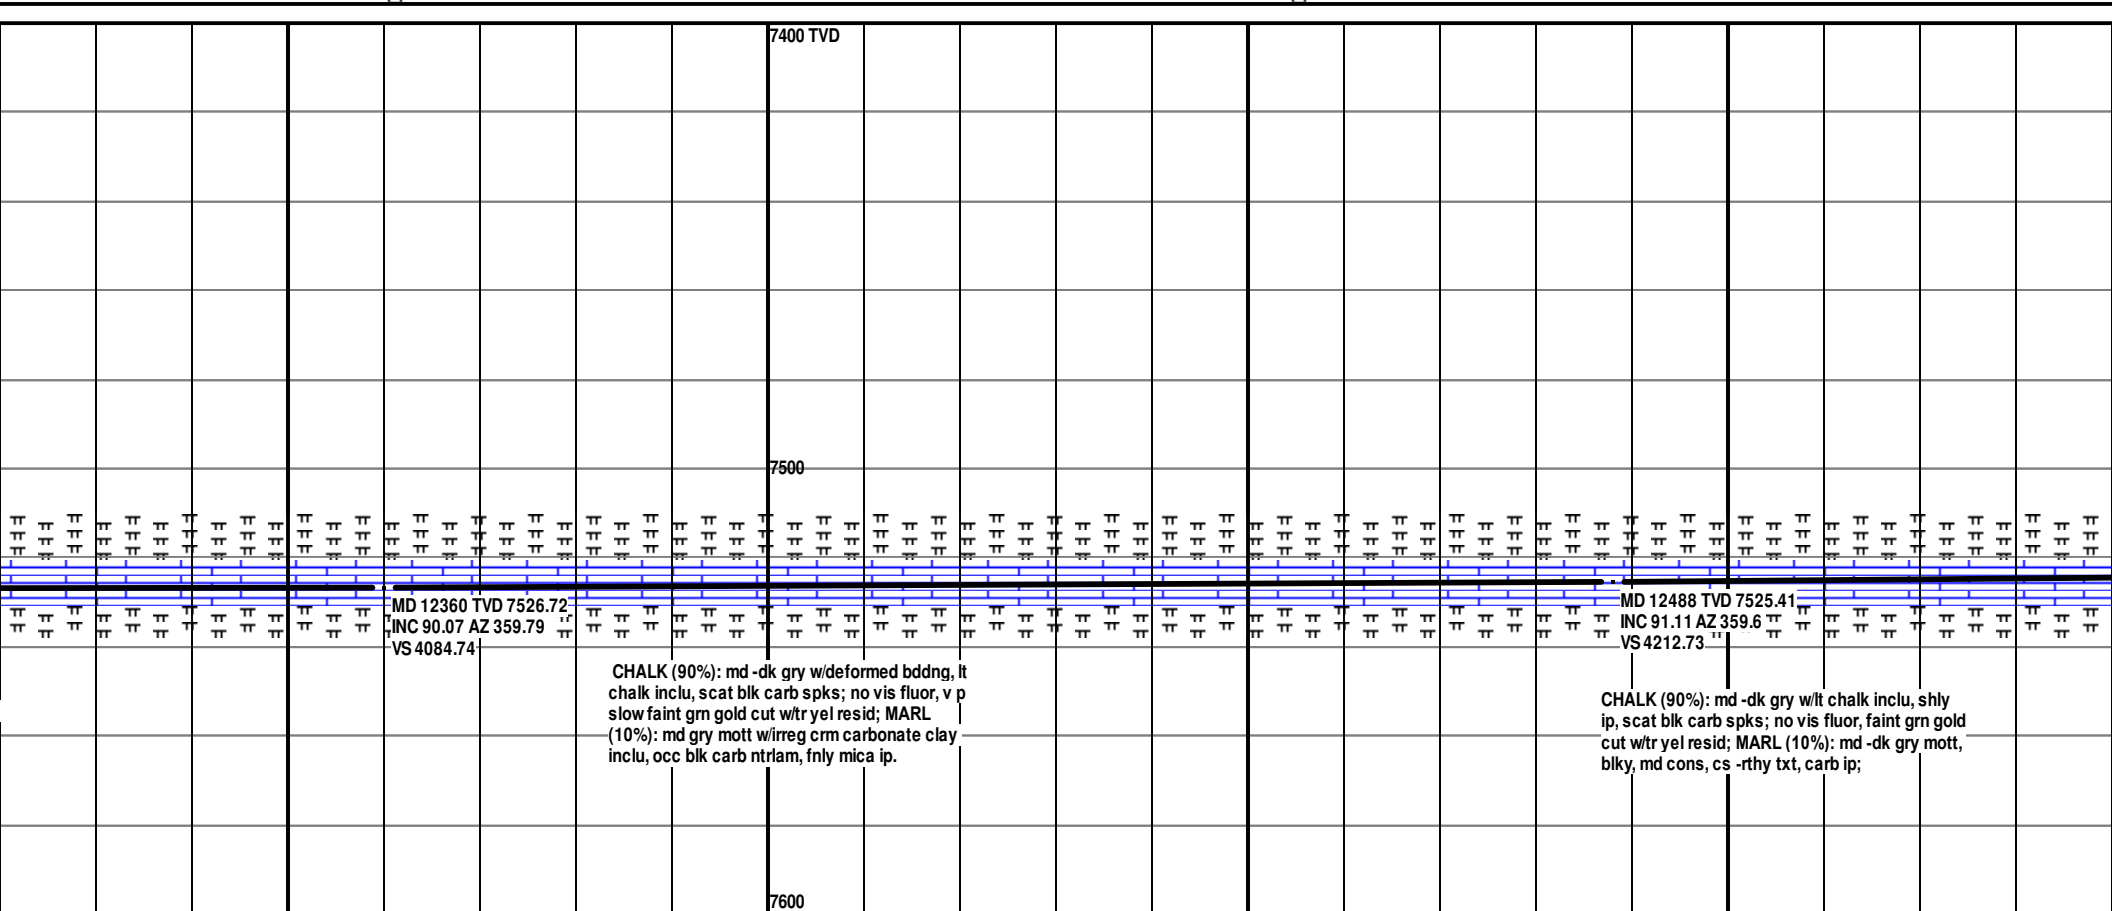 7400 TVD
7500
MD 12360 TVD 7526.72
INC 90.07 AZ 359.79
VS 4084.74
MD 12488 TVD 7525.41
INC 91.11 AZ 359.6
VS 4212.73
CHALK (90%): md -dk gry w/deformed bddng, lt
chalk inclu, scat blk carb spks; no vis fluor, v p
slow faint grn gold cut w/tr yel resid; MARL
(10%): md gry mott w/irreg crm carbonate clay
inclu, occ blk carb ntrlam, fnly mica ip.
CHALK (90%): md -dk gry w/lt chalk inclu, shly
ip, scat blk carb spks; no vis fluor, faint grn gold
cut w/tr yel resid; MARL (10%): md -dk gry mott,
blky, md cons, cs -rthy txt, carb ip;
7600